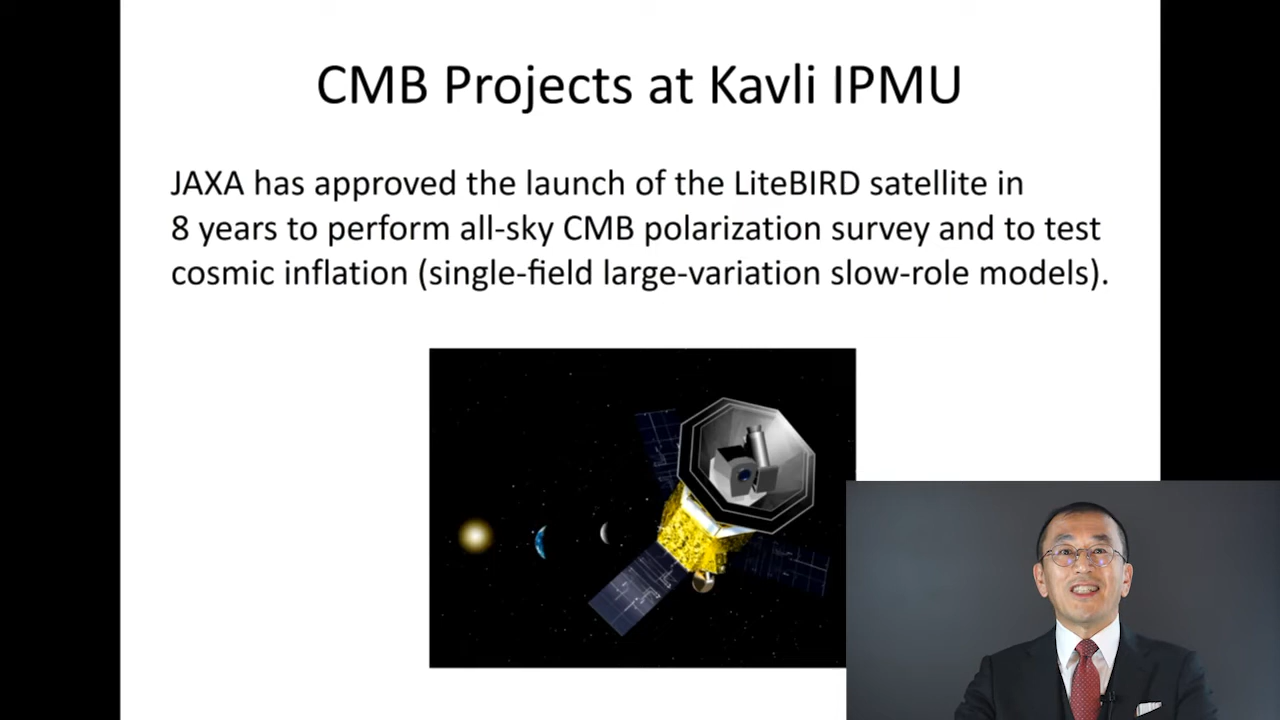 CMB Projects at Kavli IPMU
JAXA has approved the launch of the LiteBIRD satellite in
8 years to perform all-sky CMB polarization survey and to test
cosmic inflation (single-field large-variation slow-role models).